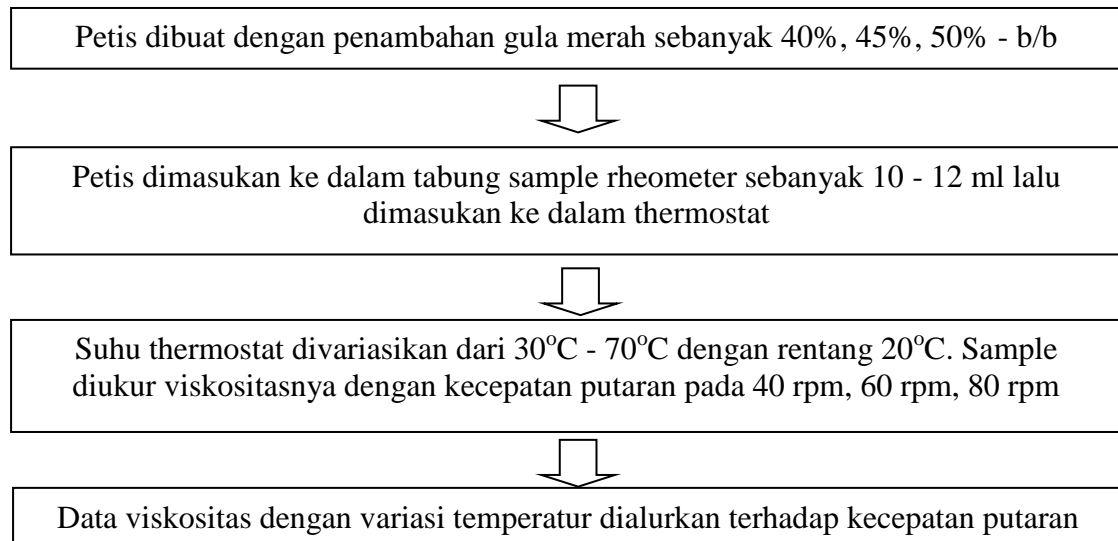 Petis dibuat dengan penambahan gula merah sebanyak 40%, 45%, 50% - b/b
Petis dimasukan ke dalam tabung sample rheometer sebanyak 10 - 12 ml lalu
dimasukan ke dalam thermostat
Suhu thermostat divariasikan dari 30°C - 70°C dengan rentang 20°C. Sample
diukur viskositasnya dengan kecepatan putaran pada 40 rpm, 60 rpm, 80 rpm
Data viskositas dengan variasi temperatur dialurkan terhadap kecepatan putaran